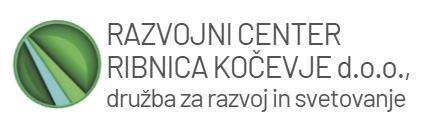 RAZVOJNI CENTER
RIBNICA KOČEVJE d.o.o.,
družba za razvoj in svetovanje